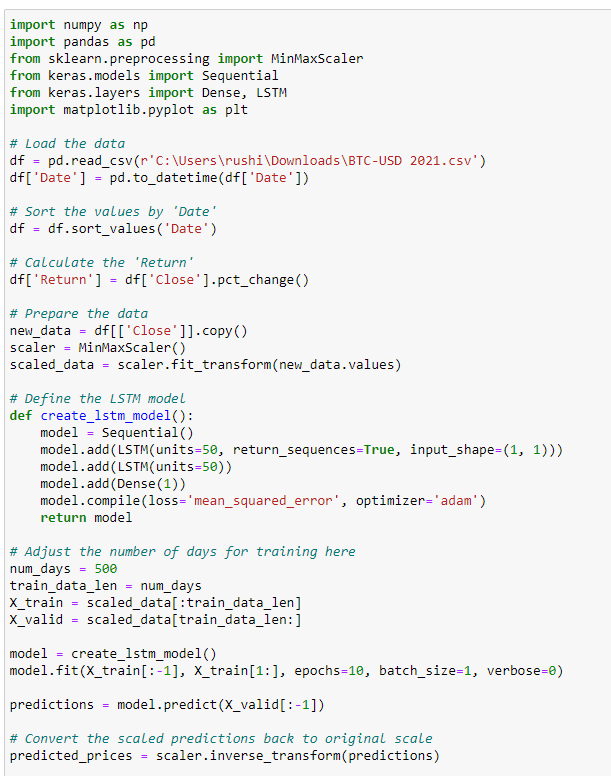 import numpy as np
import pandas as pd
from sklearn.preprocessing import MinMaxScaler
from keras.models import Sequential
from keras.layers import Dense, LSTM
import matplotlib.pyplot as plt

# Load the data
df = pd.read_csv(r'C:\Users\rushi\Downloads\BTC-USD 2021.csv')
df['Date'] = pd.to_datetime(df['Date'])

# Sort the values by 'Date'
df = df.sort_values('Date')

# Calculate the 'Return'
df['Return'] = df['Close'].pct_change()

# Prepare the data
new_data = df[['Close']].copy()
scaler = MinMaxScaler()
scaled_data = scaler.fit_transform(new_data.values)

# Define the LSTM model
def create_lstm_model():
    model = Sequential()
    model.add(LSTM(units=50, return_sequences=True, input_shape=(1, 1)))
    model.add(LSTM(units=50))
    model.add(Dense(1))
    model.compile(loss='mean_squared_error', optimizer='adam')
    return model

# Adjust the number of days for training here
num_days = 500
train_data_len = num_days
X_train = scaled_data[:train_data_len]
X_valid = scaled_data[train_data_len:]

model = create_lstm_model()
model.fit(X_train[:-1], X_train[1:], epochs=10, batch_size=1, verbose=0)

predictions = model.predict(X_valid[:-1])

# Convert the scaled predictions back to original scale
predicted_prices = scaler.inverse_transform(predictions)